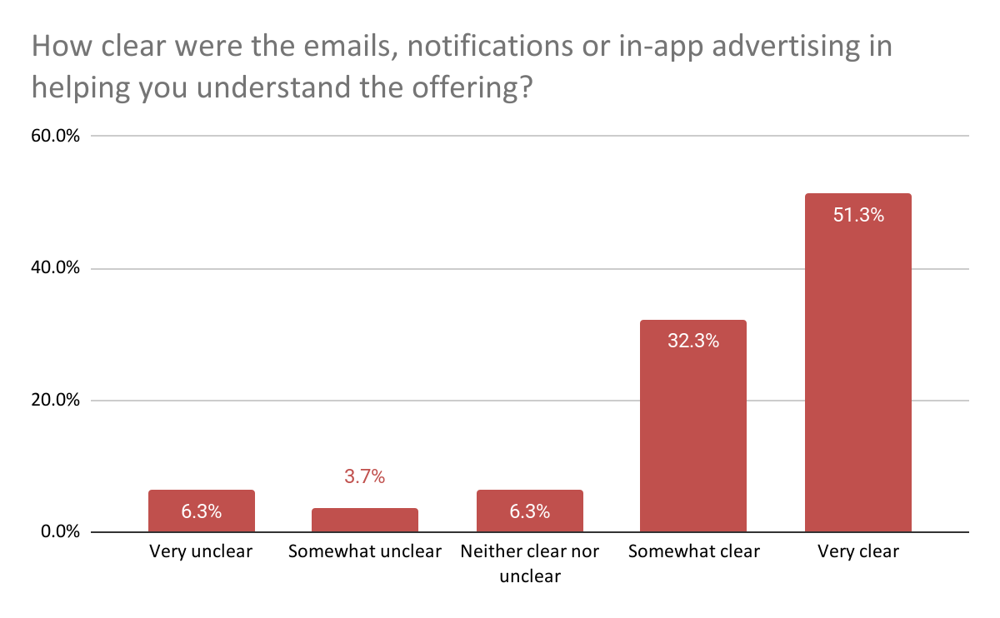 How clear were the emails, notifications or in-app advertising in
helping you understand the offering?
60.0%
40.0%
20.0%
0.0%
6.3%
3.7%
6.3%
32.3%
51.3%
Very unclear
Somewhat unclear
Neither clear nor
unclear
Somewhat clear
Very clear